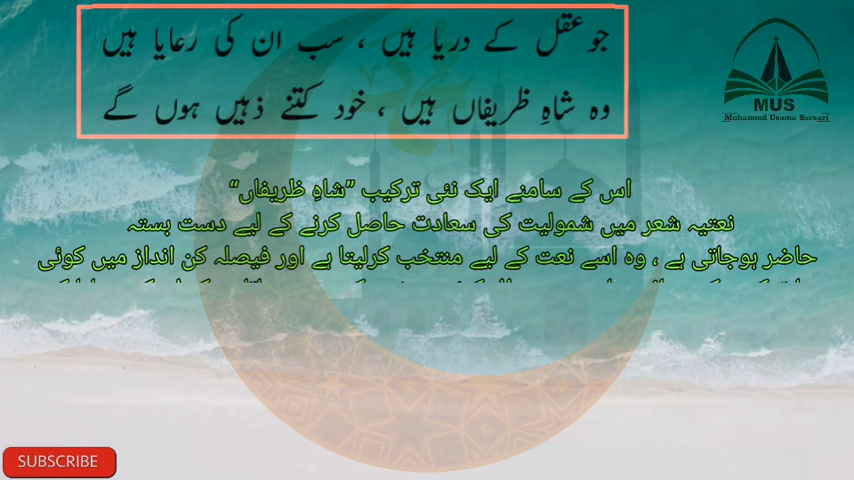 جو عقل کے دریا ہیں ، سب ان کی رعایا ہیں
وہ شاہِ ظریفاں ہیں ، خود کتنے ذہیں ہوں گے
MUS
Muhammd Usama Sarsari
اس کے سامنے ایک نئی ترکیب ”شاہِ ظریفاں“
نعتیہ شعر میں شمولیت کی سعادت حاصل کرنے کے لیے دست بستہ
حاضر ہوجاتی ہے ، وہ اسے نعت کے لیے منتخب کرلیتا ہے اور فیصلہ کن انداز میں کوئی
SUBSCRIBE